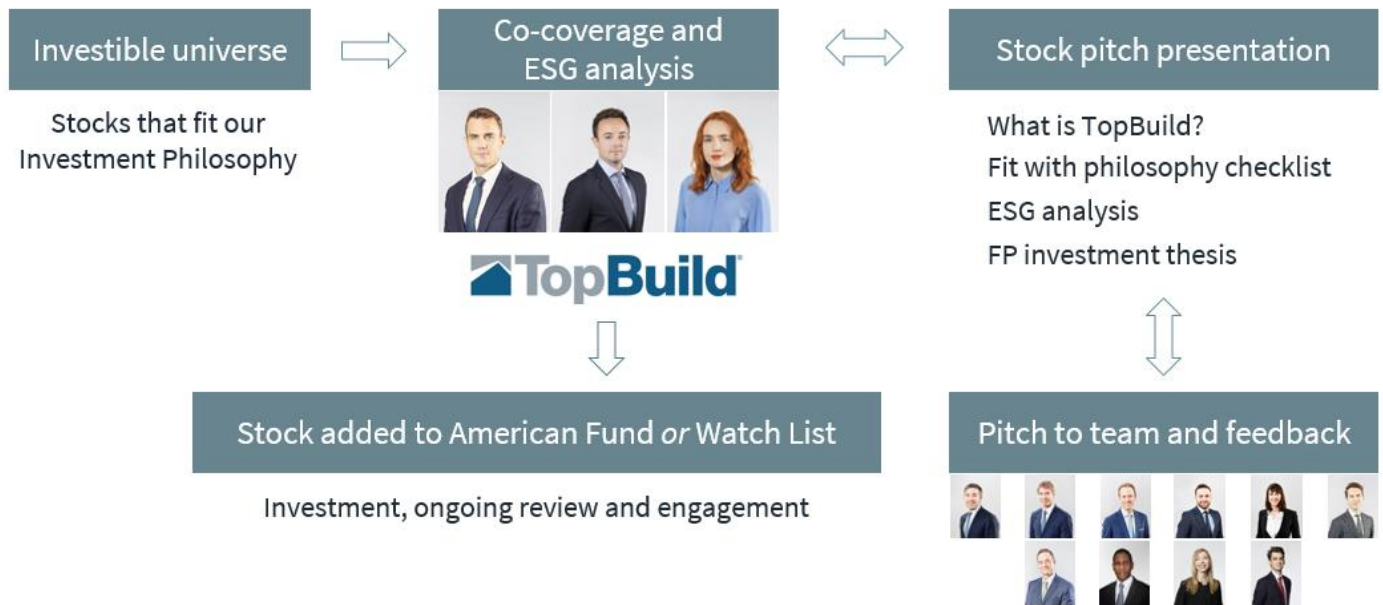 Investible universe
Stocks that fit our
Investment Philosophy
Co-coverage and
ESG analysis
TopBuild
Stock pitch presentation
What is TopBuild?
Fit with philosophy checklist
ESG analysis
FP investment thesis
Stock added to American Fund or Watch List
Investment, ongoing review and engagement
Pitch to team and feedback